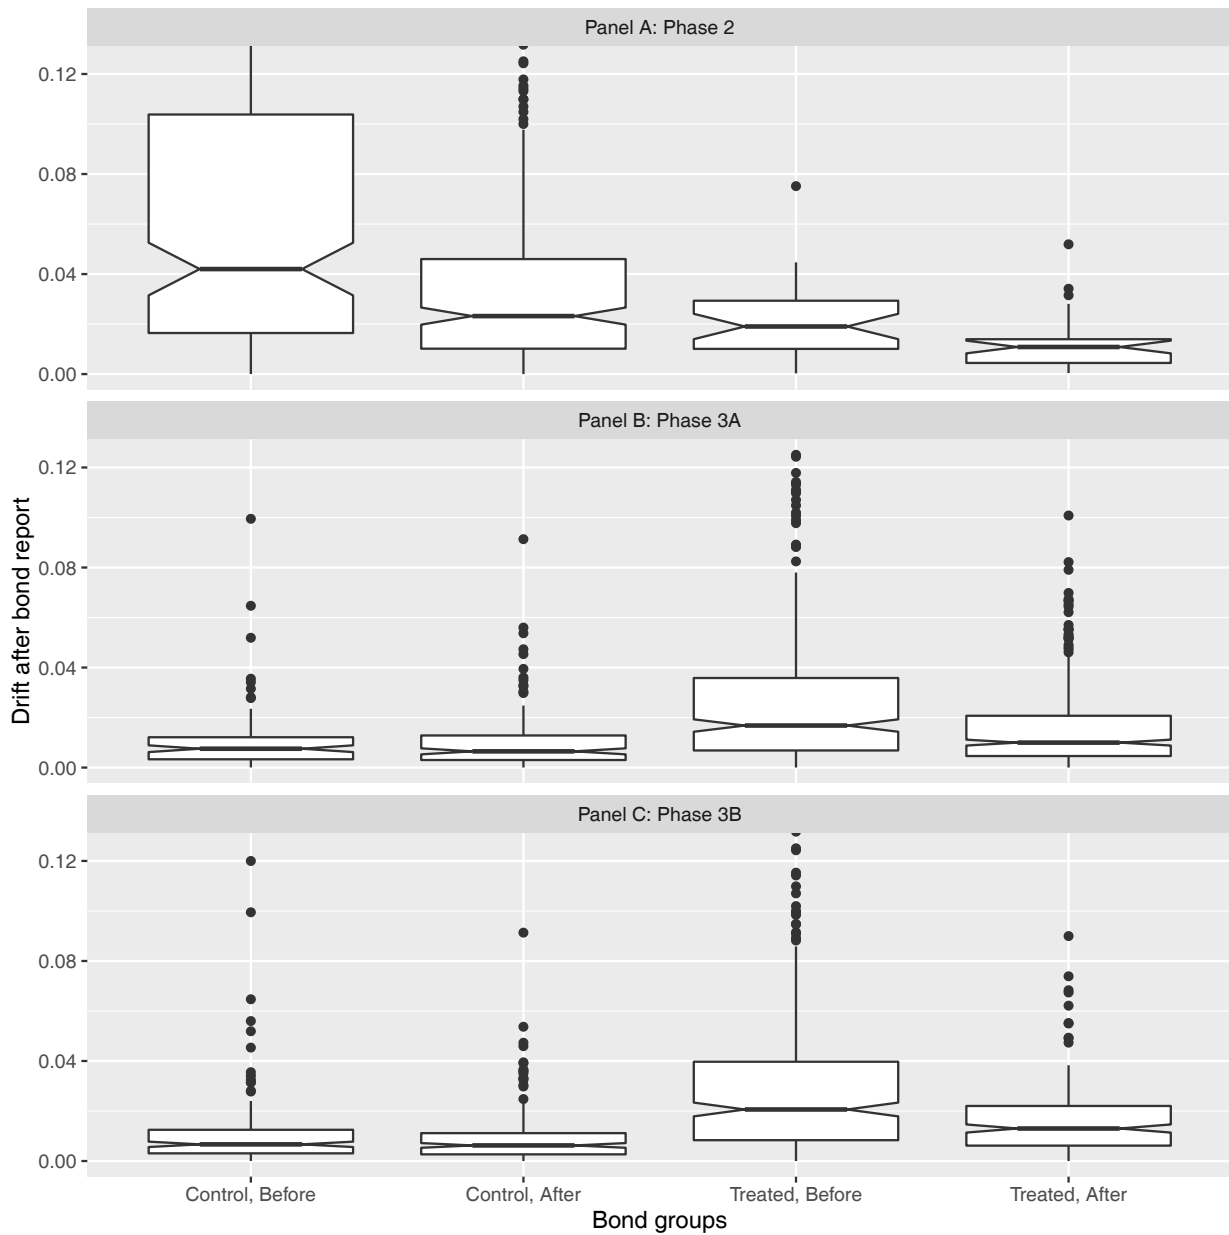 Panel A: Phase 2
0.12
0.08
0.04
0.00
Panel B: Phase 3A
0.12
0.08
0.04
0.00
Panel C: Phase 3B
0.12
0.08
0.04
0.00
Drift after bond report
Control, Before
Control, After
Treated, Before
Treated, After
Bond groups